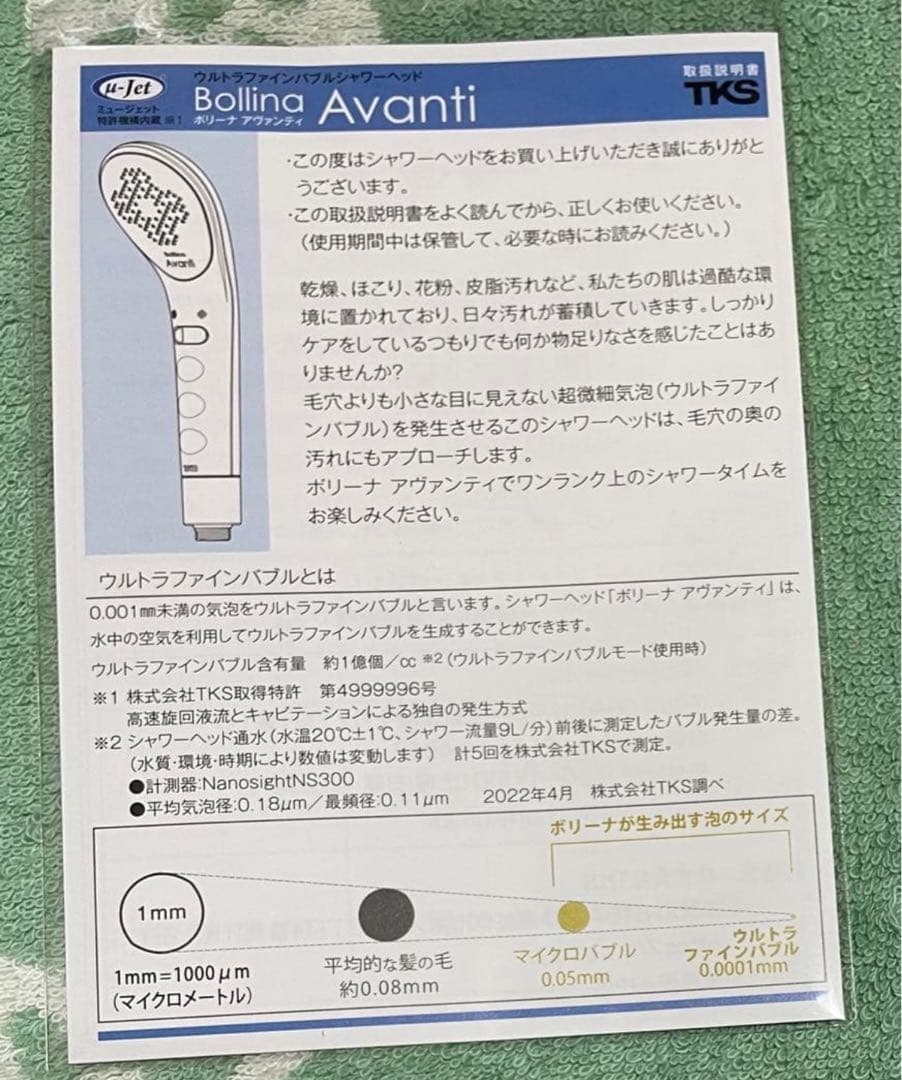 μ-Jet
ミュージェット
特許機構内蔵 ※1
ウルトラファインバブルシャワーヘッド
Bollina Avanti
ボリーナ アヴァンティ
取扱説明書
TKS
・この度はシャワーヘッドをお買い上げいただき誠にありがと
うございます。
・この取扱説明書をよく読んでから、正しくお使いください。
（使用期間中は保管して、必要な時にお読みください。）
Bollina
Avanti
TKS
乾燥、ほこり、花粉、皮脂汚れなど、私たちの肌は過酷な環
境に置かれており、日々汚れが蓄積していきます。しっかり
ケアをしているつもりでも何か物足りなさを感じたことはあ
りませんか?
毛穴よりも小さな目に見えない超微細気泡（ウルトラファイ
ンバブル）を発生させるこのシャワーヘッドは、毛穴の奥の
汚れにもアプローチします。
ボリーナ アヴァンティでワンランク上のシャワータイムを
お楽しみください。
ウルトラファインバブルとは
0.001㎜未満の気泡をウルトラファインバブルと言います。シャワーヘッド「ボリーナ アヴァンティ」は、
水中の空気を利用してウルトラファインバブルを生成することができます。
ウルトラファインバブル含有量　約1億個／cc ※2（ウルトラファインバブルモード使用時）
※1 株式会社TKS取得特許　第4999996号
高速旋回液流とキャビテーションによる独自の発生方式
※2 シャワーヘッド通水（水温20℃±1℃、シャワー流量9L/分）前後に測定したバブル発生量の差。
（水質・環境・時期により数値は変動します）　計5回を株式会社TKSで測定。
●計測器:NanosightNS300
●平均気泡径:0.18μm／最頻径:0.11μm　2022年4月　株式会社TKS調べ
ボリーナが生み出す泡のサイズ
1mm
1mm=1000μm
（マイクロメートル）
平均的な髪の毛
約0.08mm
マイクロバブル
0.05mm
ウルトラ
ファインバブル
0.0001mm